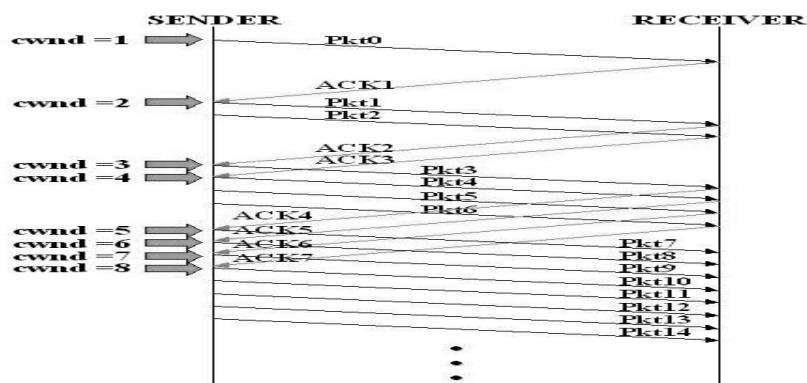 SENDER RECEIVER
cwnd =1 Pkt0
ACK1
cwnd =2 Pkt1
Pkt2
ACK2
cwnd =3 ACK3 Pkt3
cwnd =4 Pkt4
Pkt5
ACK4 Pkt6
cwnd =5 ACK5
cwnd =6 ACK6 Pkt7
cwnd =7 ACK7 Pkt8
cwnd =8 Pkt9
Pkt10
Pkt11
Pkt12
Pkt13
Pkt14